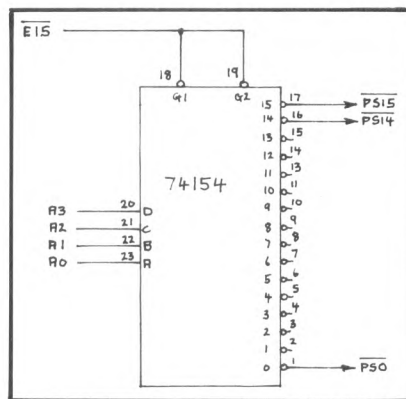 E15
18 19
G1 G2
15 17 PS15
14 16 PS14
13 15
12 14
74154
11 13
10 11
A3 20 D 9 10
A2 21 C 8 9
A1 22 B 7 8
A0 23 A 6 7
5 6
4 5
3 4
2 3
1 2
0 1 PS0